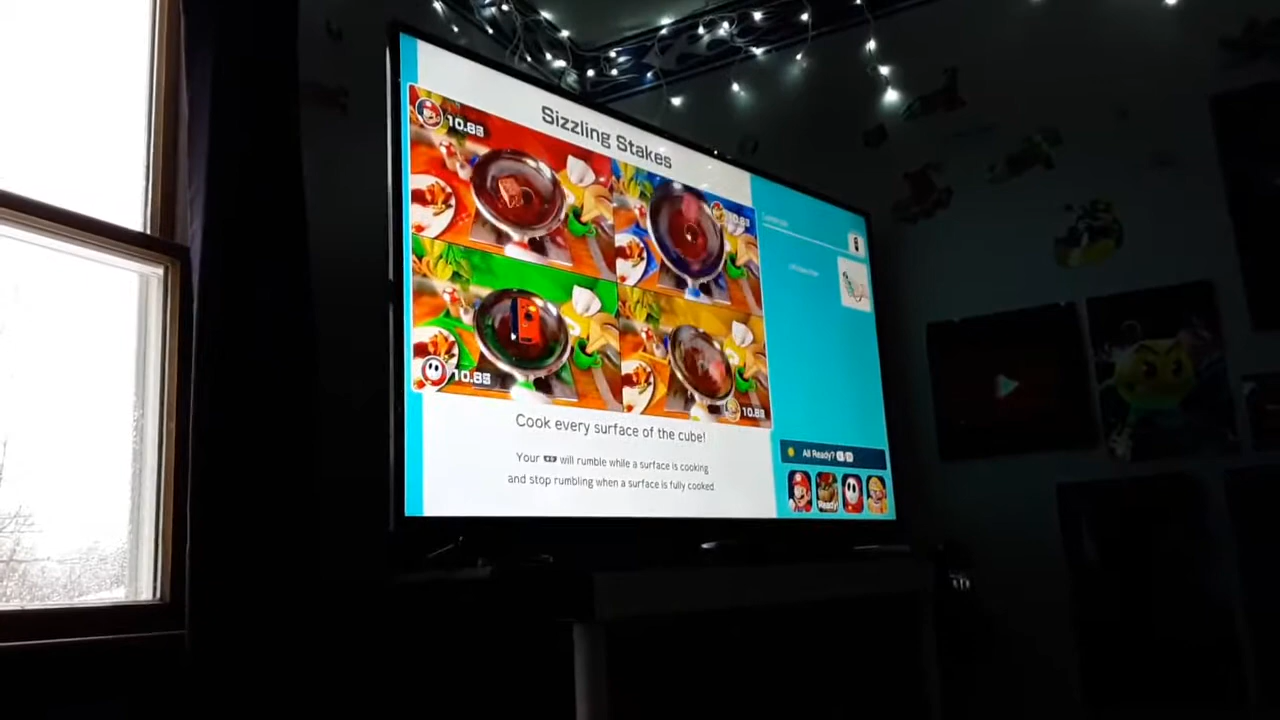 Sizzling Stakes
10.83
10.83
10.83
10.83
Cook every surface of the cube!
Your will rumble while a surface is cooking
and stop rumbling when a surface is fully cooked.
All Ready?
Ready!